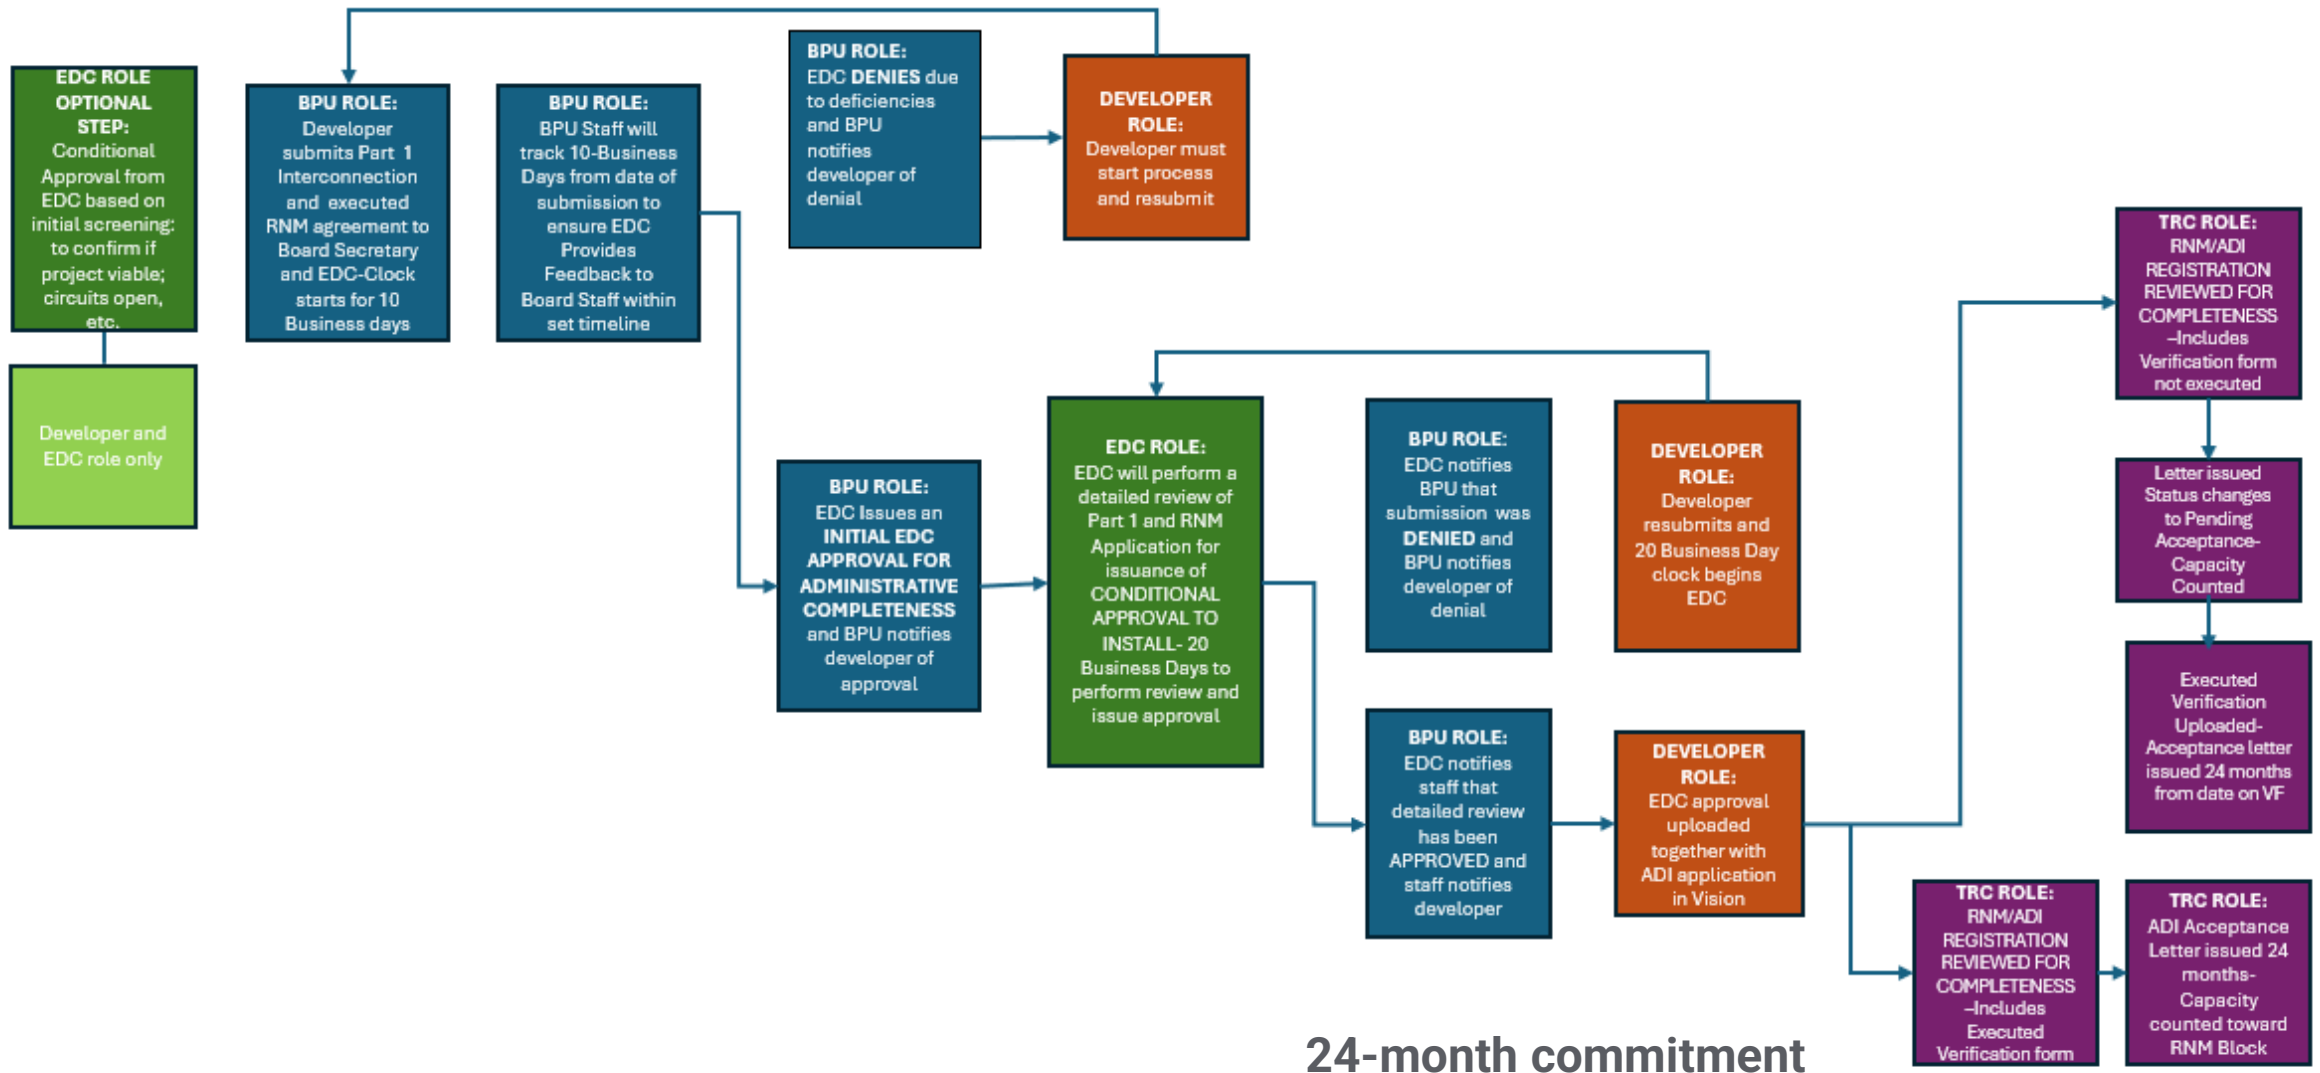 EDC ROLE
OPTIONAL
STEP:
Conditional
Approval from
EDC based on
initial screening:
to confirm if
project viable;
circuits open,
etc.
Developer and
EDC role only
BPU ROLE:
Developer
submits Part 1
Interconnection
and executed
RNM agreement to
Board Secretary
and EDC-Clock
starts for 10
Business days
BPU ROLE:
BPU Staff will
track 10-Business
Days from date of
submission to
ensure EDC
Provides
Feedback to
Board Staff within
set timeline
BPU ROLE:
EDC DENIES due
to deficiencies
and BPU
notifies
developer of
denial
DEVELOPER
ROLE:
Developer must
start process
and resubmit
BPU ROLE:
EDC Issues an
INITIAL EDC
APPROVAL FOR
ADMINISTRATIVE
COMPLETENESS
and BPU notifies
developer of
approval
EDC ROLE:
EDC will perform a
detailed review of
Part 1 and RNM
Application for
issuance of
CONDITIONAL
APPROVAL TO
INSTALL- 20
Business Days to
perform review and
issue approval
BPU ROLE:
EDC notifies
BPU that
submission was
DENIED and
BPU notifies
developer of
denial
DEVELOPER
ROLE:
Developer
resubmits and
20 Business Day
clock begins
EDC
BPU ROLE:
EDC notifies
staff that
detailed review
has been
APPROVED and
staff notifies
developer
DEVELOPER
ROLE:
EDC approval
uploaded
together with
ADI application
in Vision
TRC ROLE:
RNM/ADI
REGISTRATION
REVIEWED FOR
COMPLETENESS
–Includes
Verification form
not executed
Letter issued
Status changes
to Pending
Acceptance-
Capacity
Counted
Executed
Verification
Uploaded-
Acceptance letter
issued 24 months
from date on VF
TRC ROLE:
RNM/ADI
REGISTRATION
REVIEWED FOR
COMPLETENESS
–Includes
Executed
Verification form
TRC ROLE:
ADI Acceptance
Letter issued 24
months-
Capacity
counted toward
RNM Block
24-month commitment